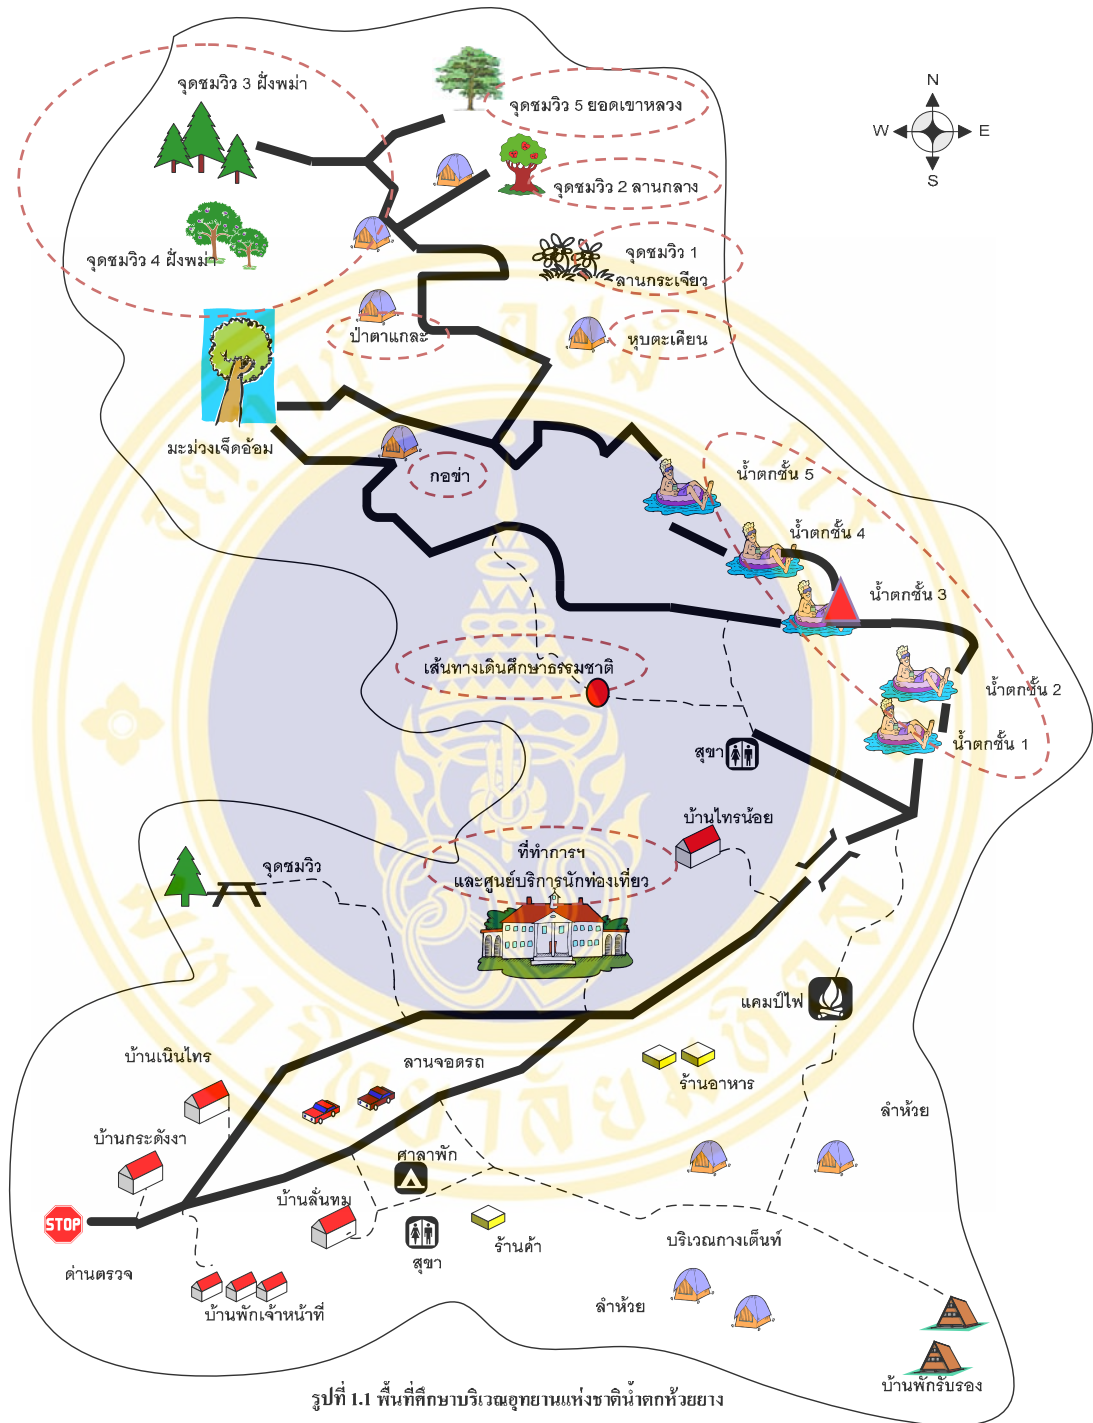 จุดชมวิว 3 ฝั่งพม่า
จุดชมวิว 5 ยอดเขาหลวง
N
W
E
S
จุดชมวิว 2 ลานกลาง
จุดชมวิว 4 ฝั่งพม่า
จุดชมวิว 1
ลานกระเจียว
ป่าตาแกละ
หุบตะเคียน
มะม่วงเจ็ดอ้อม
กอข่า
น้ำตกชั้น 5
น้ำตกชั้น 4
น้ำตกชั้น 3
เส้นทางเดินศึกษาธรรมชาติ
น้ำตกชั้น 2
น้ำตกชั้น 1
สุขา
บ้านไทรน้อย
ที่ทำการฯ
และศูนย์บริการนักท่องเที่ยว
จุดชมวิว
แคมป์ไฟ
บ้านเนินไทร
ลานจอดรถ
ร้านอาหาร
ลำห้วย
บ้านกระดังงา
ศาลาพัก
บ้านลั่นทม
STOP
ด่านตรวจ
สุขา
ร้านค้า
บริเวณกางเต็นท์
บ้านพักเจ้าหน้าที่
ลำห้วย
บ้านพักรับรอง
รูปที่ 1.1 พื้นที่ศึกษาบริเวณอุทยานแห่งชาติน้ำตกห้วยยาง
มหาวิทยาลัยมหิดล